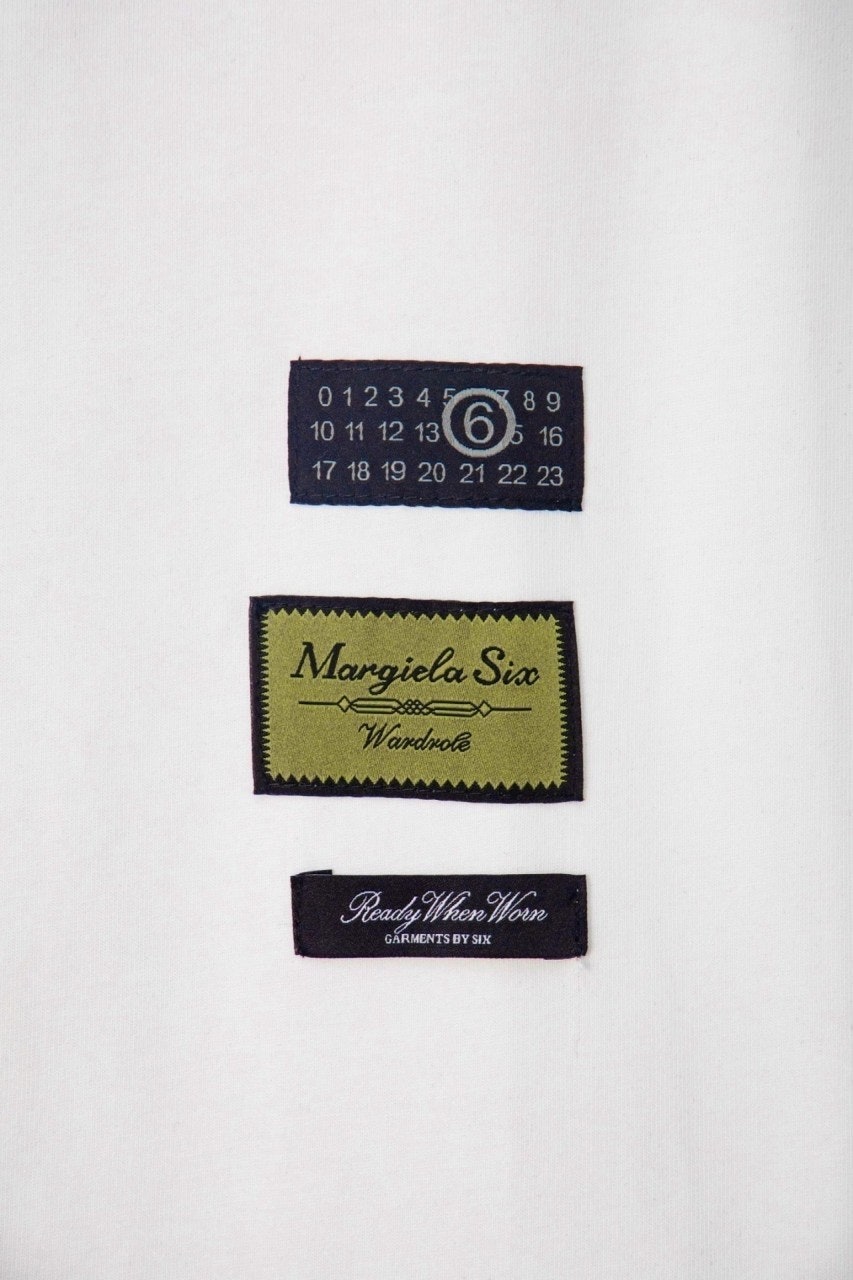 0 1 2 3 4 5 6 7 8 9
10 11 12 13 15 16
17 18 19 20 21 22 23
Margiela Six
Wardrobe
Ready When Worn
GARMENTS BY SIX